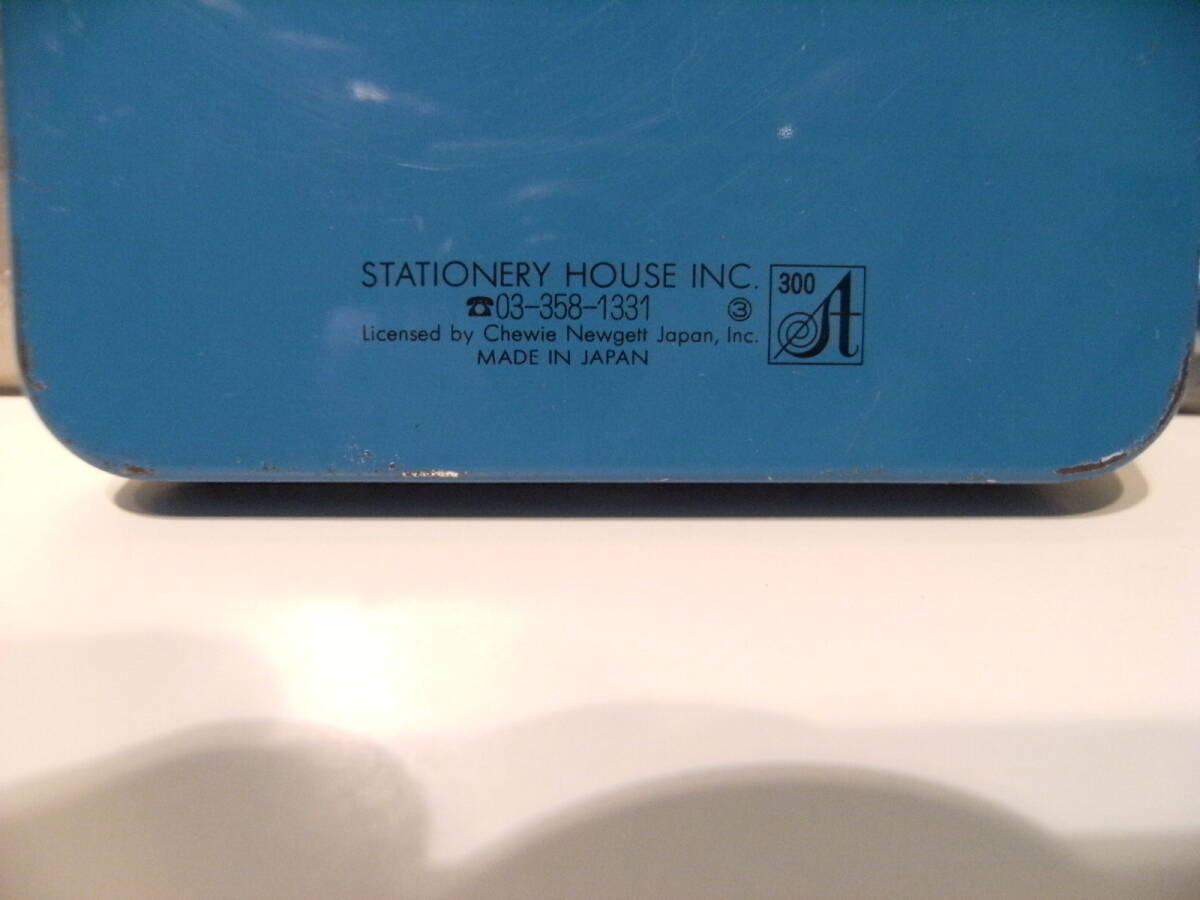 STATIONERY HOUSE INC.
☎03-358-1331 ③
Licensed by Chewie Newgett Japan, Inc.
MADE IN JAPAN
300
A